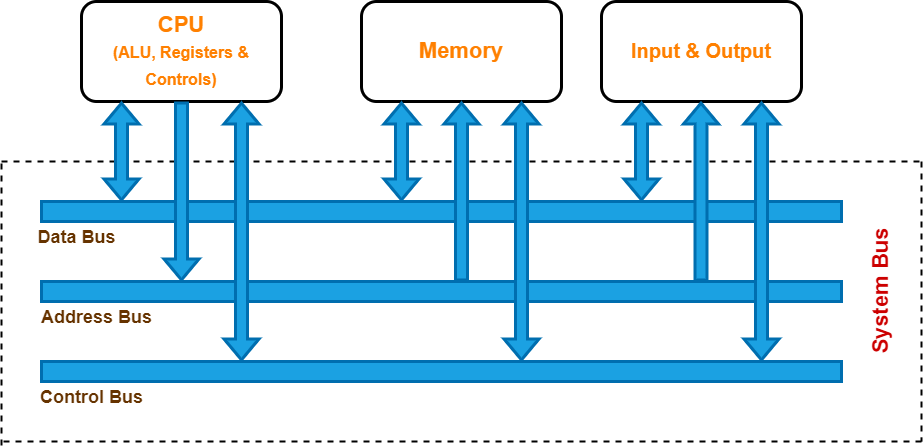 CPU
(ALU, Registers &
Controls)
Memory
Input & Output
Data Bus
Address Bus
Control Bus
System Bus